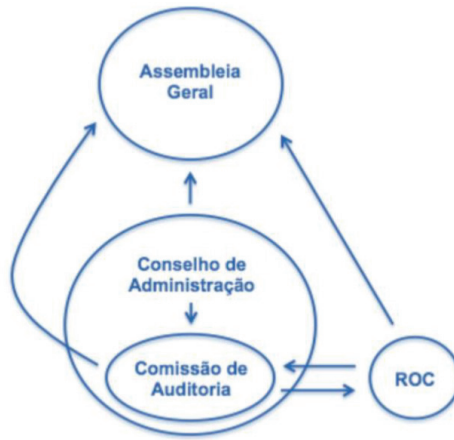 Assembleia
Geral
Conselho de
Administração
Comissão de
Auditoria
ROC